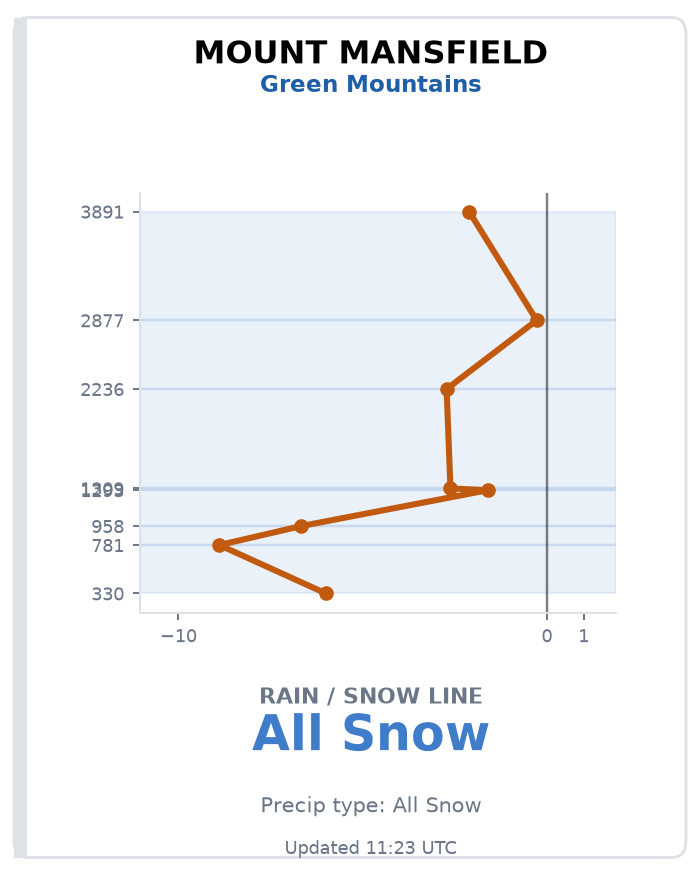 MOUNT MANSFIELD
Green Mountains
3891
2877
2236
958
781
330
−10 0 1
RAIN / SNOW LINE
All Snow
Precip type: All Snow
Updated 11:23 UTC